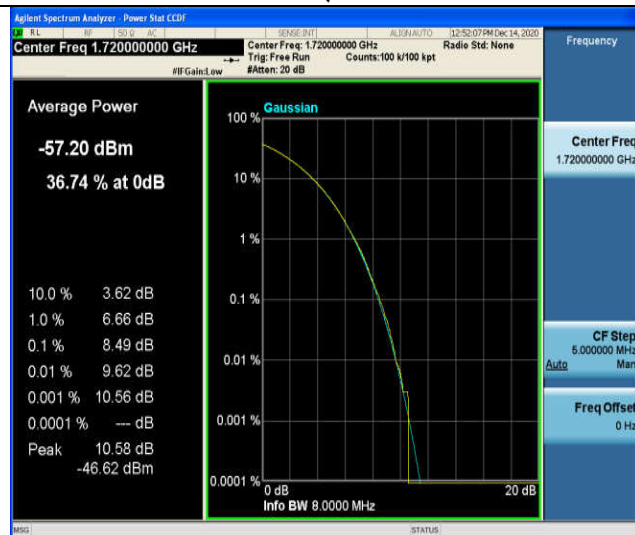 Agilent Spectrum Analyzer - Power Stat CCDF
RL RF 50 Ω AC SENSE:INT ALIGN AUTO 12:52:07 PM Dec 14, 2020
Center Freq 1.720000000 GHz
Center Freq: 1.720000000 GHz Radio Std: None
Trig: Free Run Counts:100 k/100 kpt
#IFGain:Low #Atten: 20 dB
Frequency
Average Power
-57.20 dBm
36.74 % at 0dB
10.0 % 3.62 dB
1.0 % 6.66 dB
0.1 % 8.49 dB
0.01 % 9.62 dB
0.001 % 10.56 dB
0.0001 % --- dB
Peak 10.58 dB
-46.62 dBm
Gaussian
100 %
10 %
1 %
0.1 %
0.01 %
0.001 %
0.0001 %
0 dB 20 dB
Info BW 8.0000 MHz
Center Freq
1.720000000 GHz
CF Step
5.000000 MHz
Auto Man
Freq Offset
0 Hz
MSG STATUS